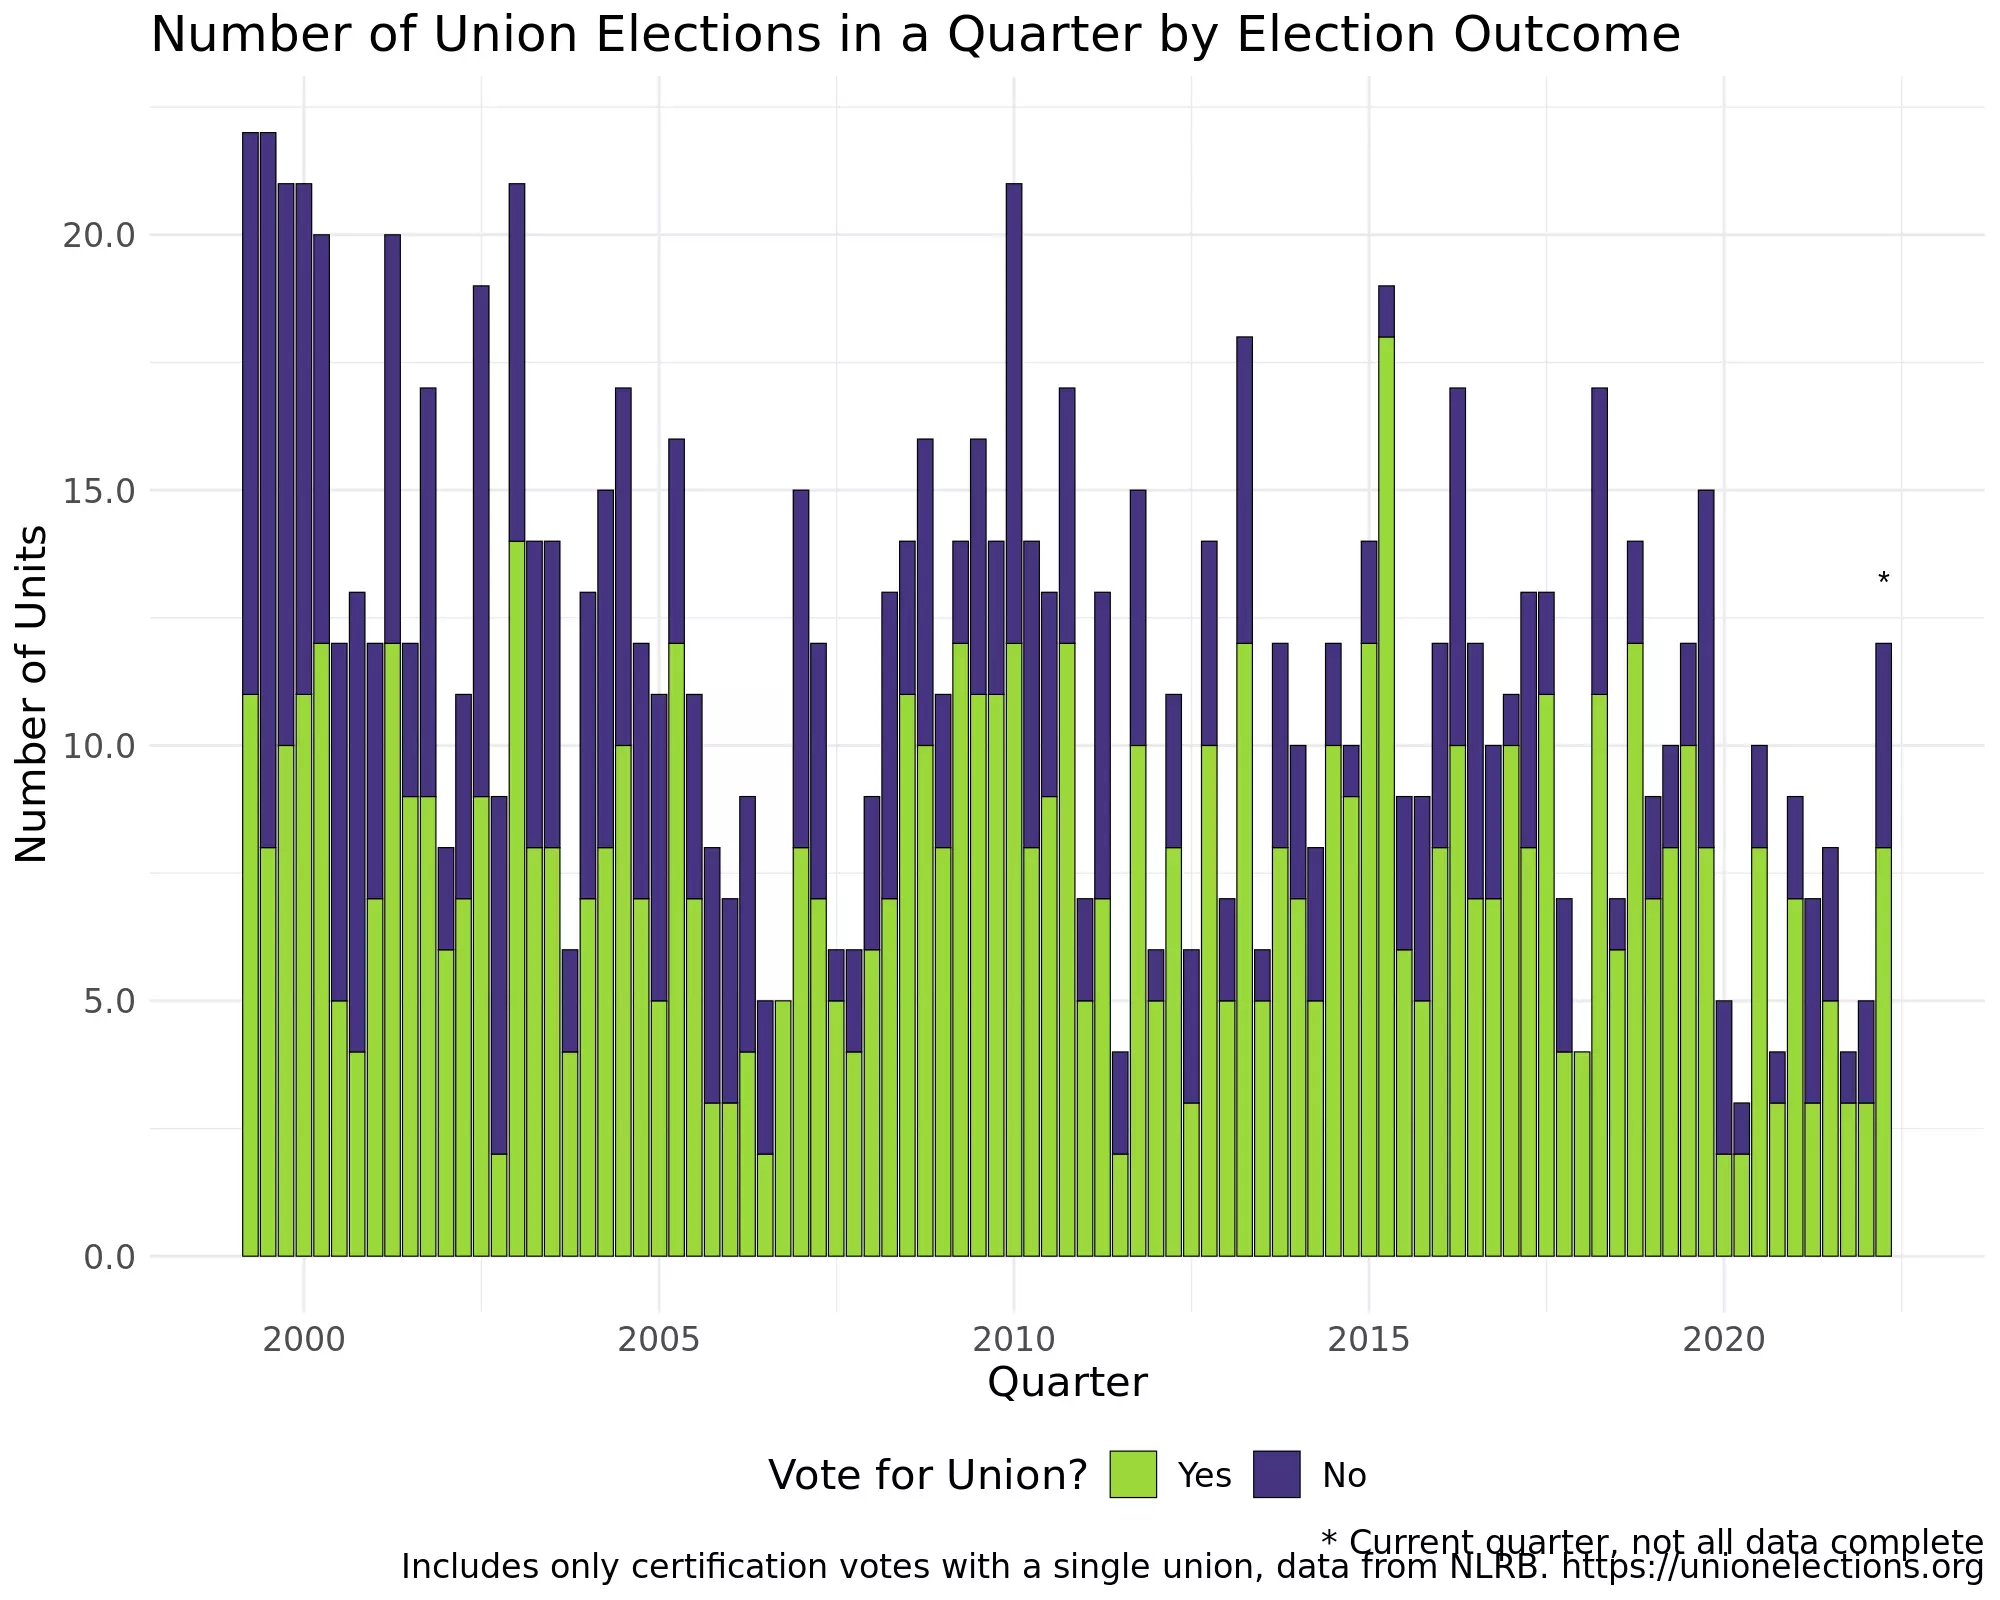 Number of Union Elections in a Quarter by Election Outcome
Number of Units
20.0
15.0
10.0
5.0
0.0
*
2000 2005 2010 2015 2020
Quarter
Vote for Union? Yes No
* Current quarter, not all data complete
Includes only certification votes with a single union, data from NLRB. https://unionelections.org